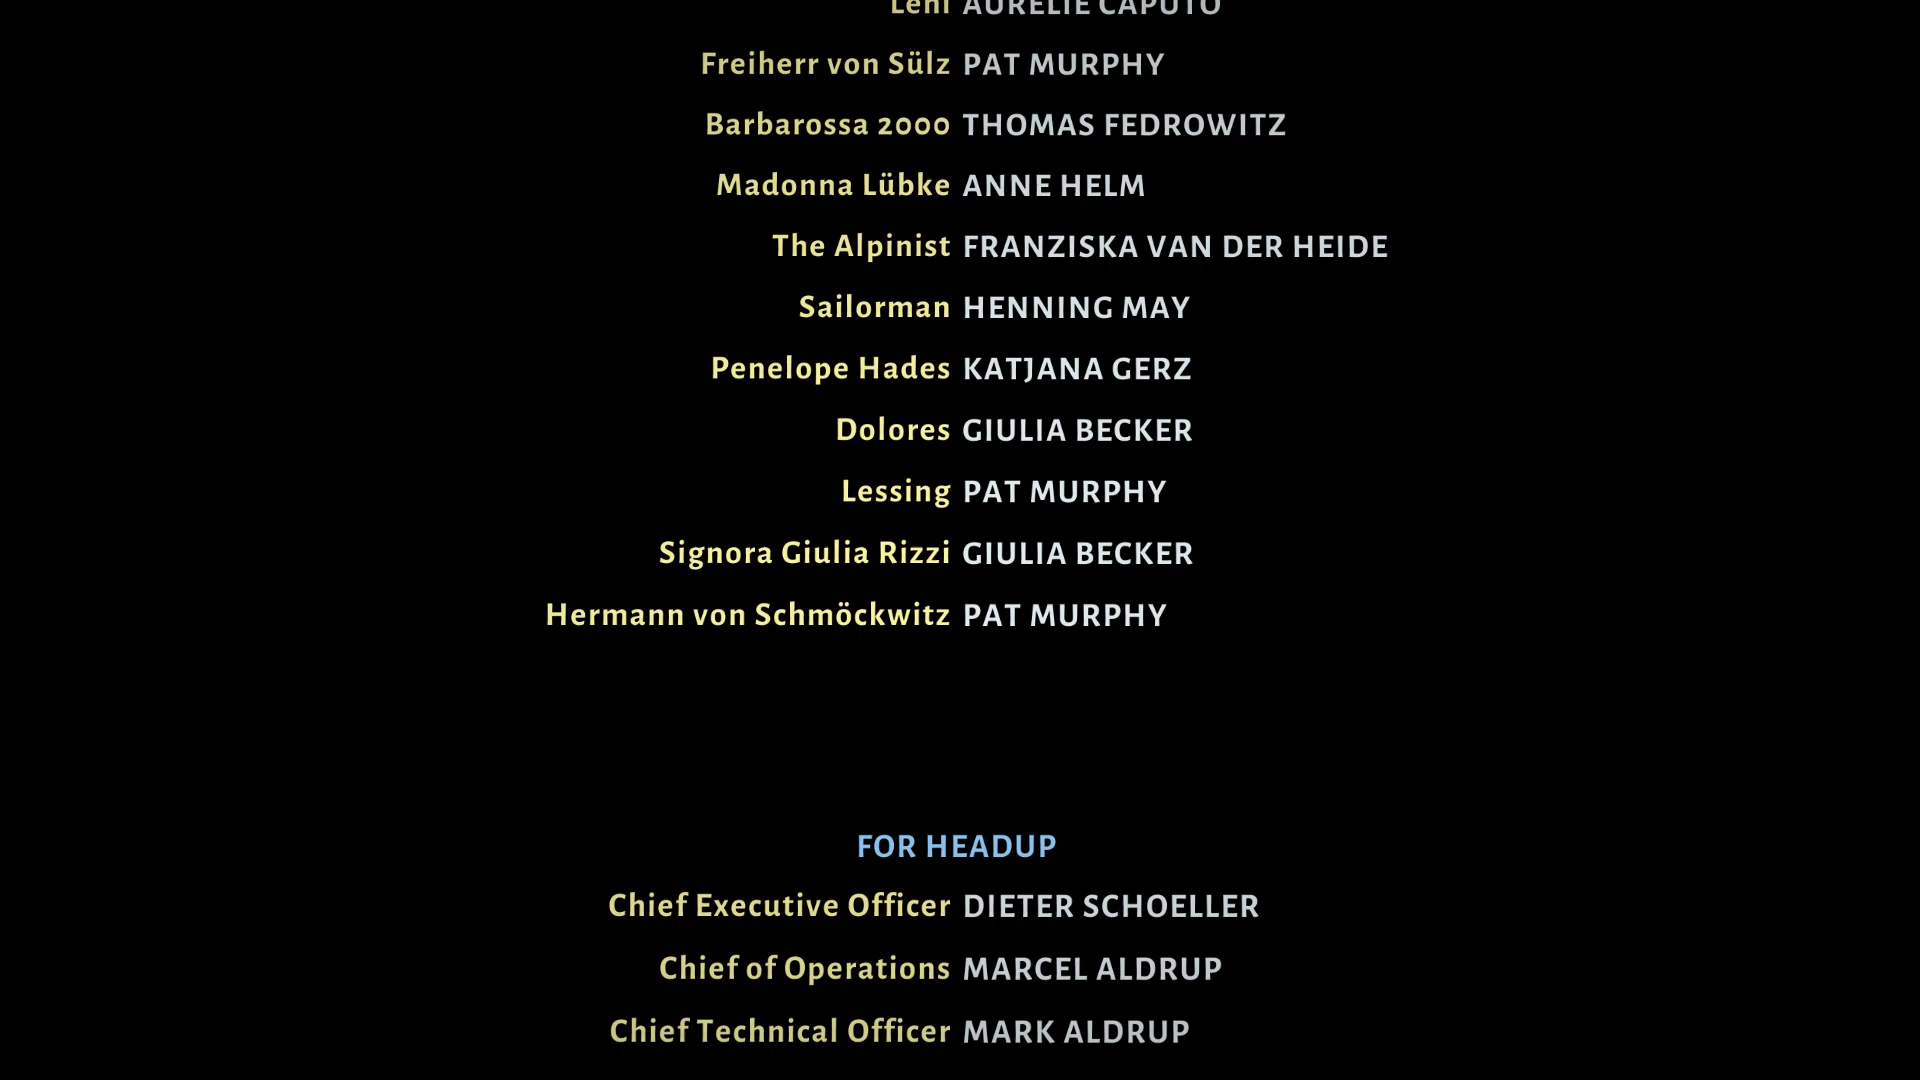 Leni AURELIE CAPUTO
Freiherr von Sülz PAT MURPHY
Barbarossa 2000 THOMAS FEDROWITZ
Madonna Lübke ANNE HELM
The Alpinist FRANZISKA VAN DER HEIDE
Sailorman HENNING MAY
Penelope Hades KATJANA GERZ
Dolores GIULIA BECKER
Lessing PAT MURPHY
Signora Giulia Rizzi GIULIA BECKER
Hermann von Schmöckwitz PAT MURPHY
FOR HEADUP
Chief Executive Officer DIETER SCHOELLER
Chief of Operations MARCEL ALDRUP
Chief Technical Officer MARK ALDRUP